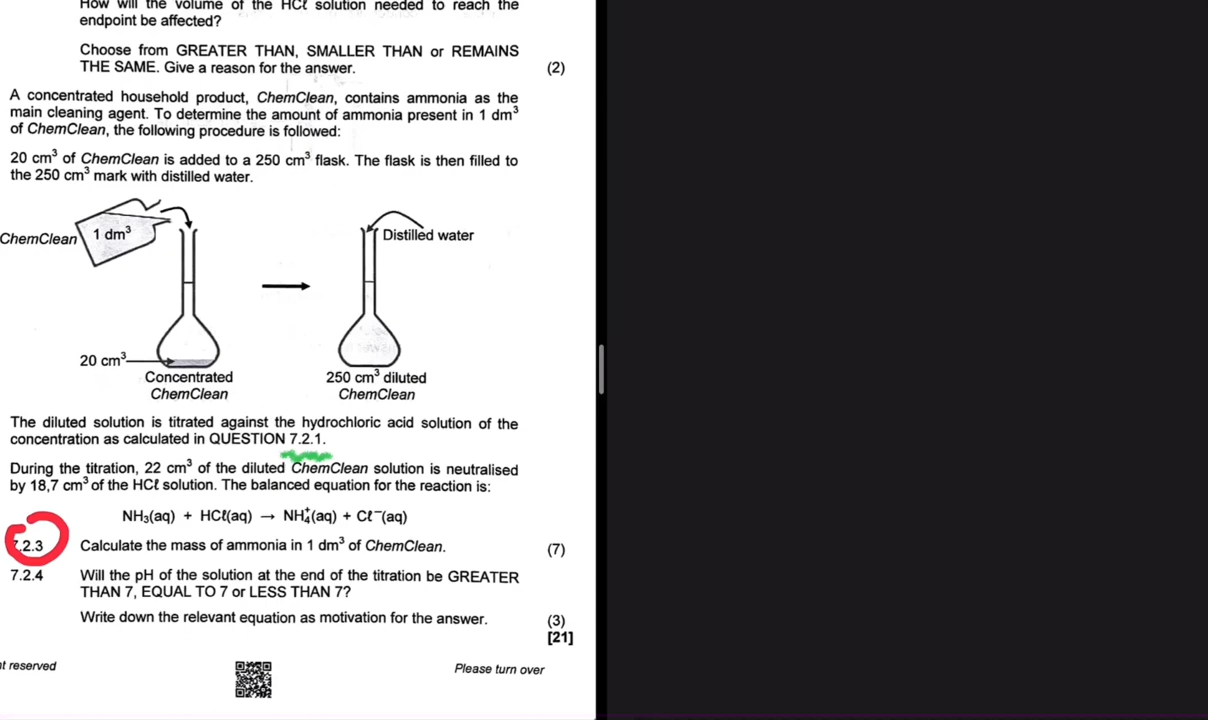 How will the volume of the HCℓ solution needed to reach the
endpoint be affected?
Choose from GREATER THAN, SMALLER THAN or REMAINS
THE SAME. Give a reason for the answer. (2)
A concentrated household product, ChemClean, contains ammonia as the
main cleaning agent. To determine the amount of ammonia present in 1 dm³
of ChemClean, the following procedure is followed:
20 cm³ of ChemClean is added to a 250 cm³ flask. The flask is then filled to
the 250 cm³ mark with distilled water.
ChemClean 1 dm³ Distilled water
20 cm³
Concentrated
ChemClean
250 cm³ diluted
ChemClean
The diluted solution is titrated against the hydrochloric acid solution of the
concentration as calculated in QUESTION 7.2.1.
During the titration, 22 cm³ of the diluted ChemClean solution is neutralised
by 18,7 cm³ of the HCℓ solution. The balanced equation for the reaction is:
NH₃(aq) + HCℓ(aq) → NH₄⁺(aq) + Cℓ⁻(aq)
.2.3 Calculate the mass of ammonia in 1 dm³ of ChemClean. (7)
7.2.4 Will the pH of the solution at the end of the titration be GREATER
THAN 7, EQUAL TO 7 or LESS THAN 7?
Write down the relevant equation as motivation for the answer. (3)
[21]
t reserved Please turn over